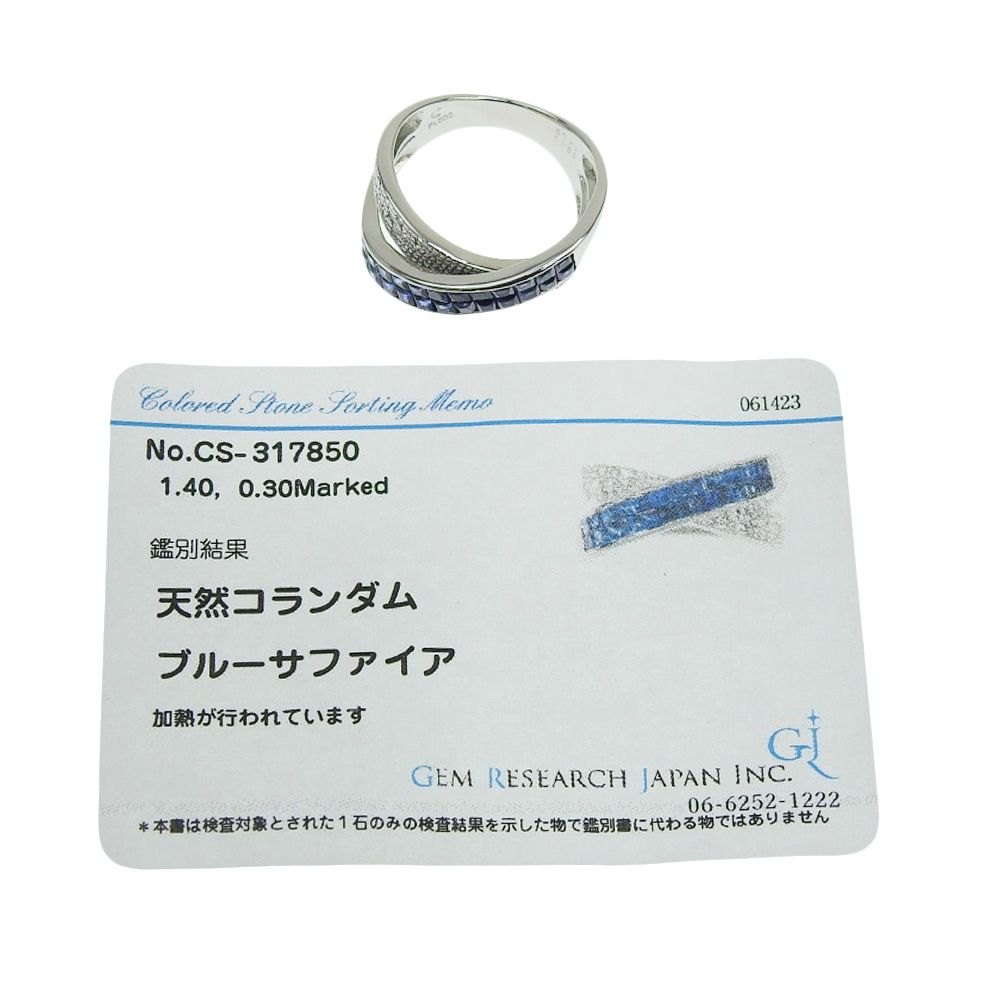 Pt900
Colored Stone Sorting Memo
061423
No.CS-317850
1.40, 0.30Marked
鑑別結果
天然コランダム
ブルーサファイア
加熱が行われています
GJ
GEM RESEARCH JAPAN INC.
06-6252-1222
*本書は検査対象とされた1石のみの検査結果を示した物で鑑別書に代わる物ではありません